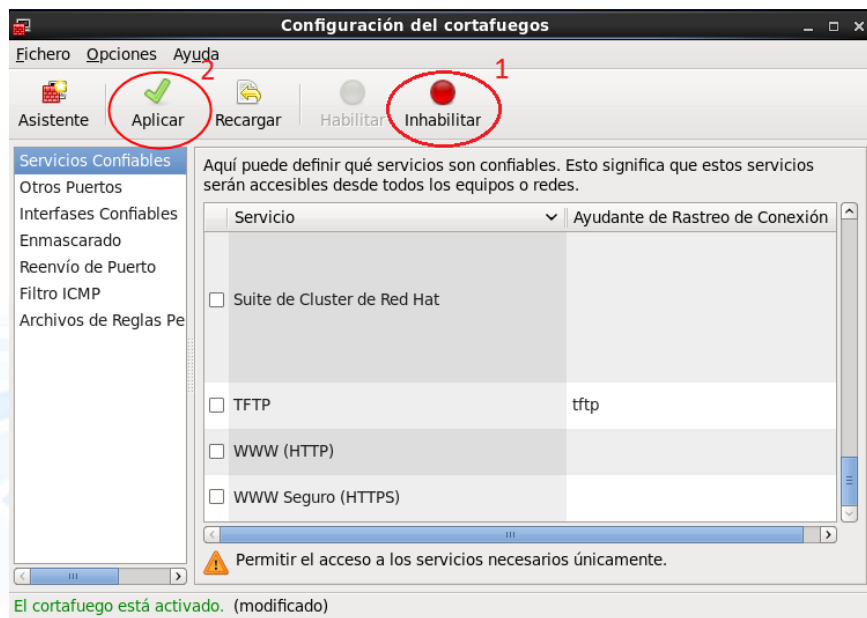 Configuración del cortafuegos
Fichero Opciones Ayuda
2
1
Asistente Aplicar Recargar Habilitar Inhabilitar
Servicios Confiables
Otros Puertos
Interfases Confiables
Enmascarado
Reenvío de Puerto
Filtro ICMP
Archivos de Reglas Pe
Aquí puede definir qué servicios son confiables. Esto significa que estos servicios
serán accesibles desde todos los equipos o redes.
Servicio Ayudante de Rastreo de Conexión
Suite de Cluster de Red Hat
TFTP tftp
WWW (HTTP)
WWW Seguro (HTTPS)
Permitir el acceso a los servicios necesarios únicamente.
El cortafuego está activado. (modificado)